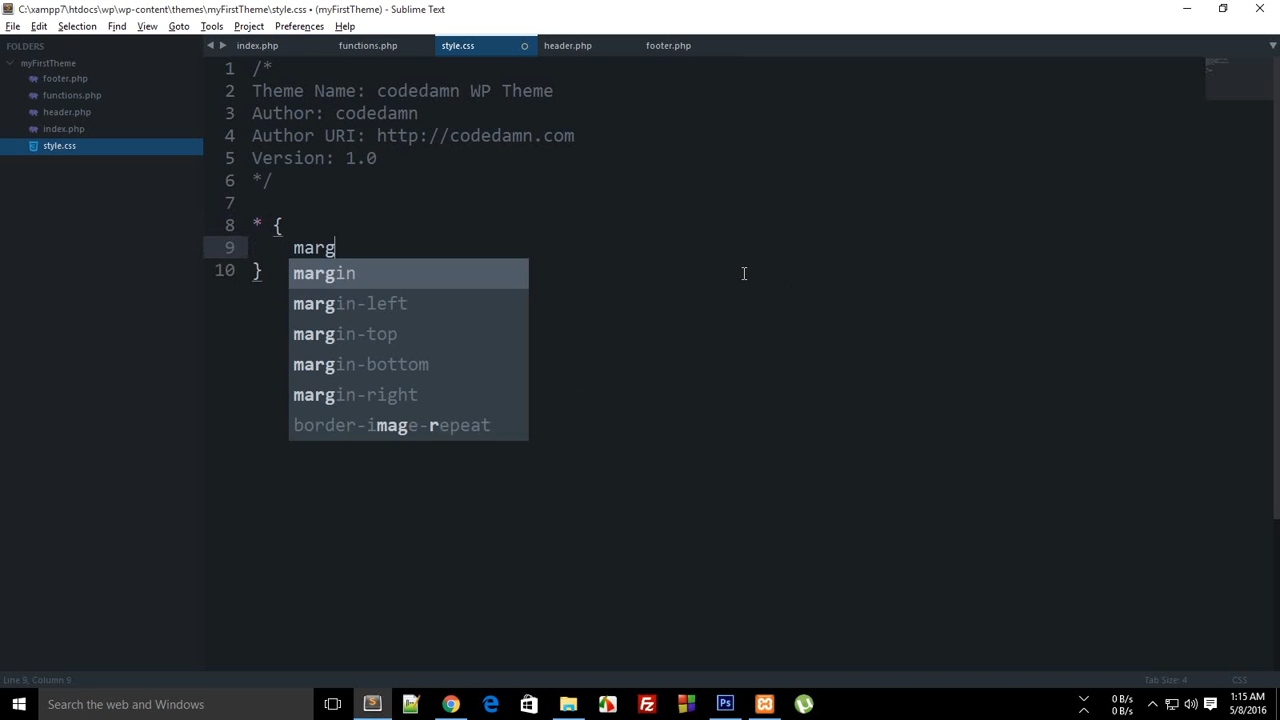 C:\xampp7\htdocs\wp\wp-content\themes\myFirstTheme\style.css • (myFirstTheme) - Sublime Text
File Edit Selection Find View Goto Tools Project Preferences Help
FOLDERS
myFirstTheme
footer.php
functions.php
header.php
index.php
style.css
index.php functions.php style.css header.php footer.php
1 /*
2 Theme Name: codedamn WP Theme
3 Author: codedamn
4 Author URI: http://codedamn.com
5 Version: 1.0
6 */
7
8 * {
9 marg
10 }
margin
margin-left
margin-top
margin-bottom
margin-right
border-image-repeat
Line 9, Column 9 Tab Size: 4 CSS
Search the web and Windows
0 B/s
0 B/s
1:15 AM
5/8/2016